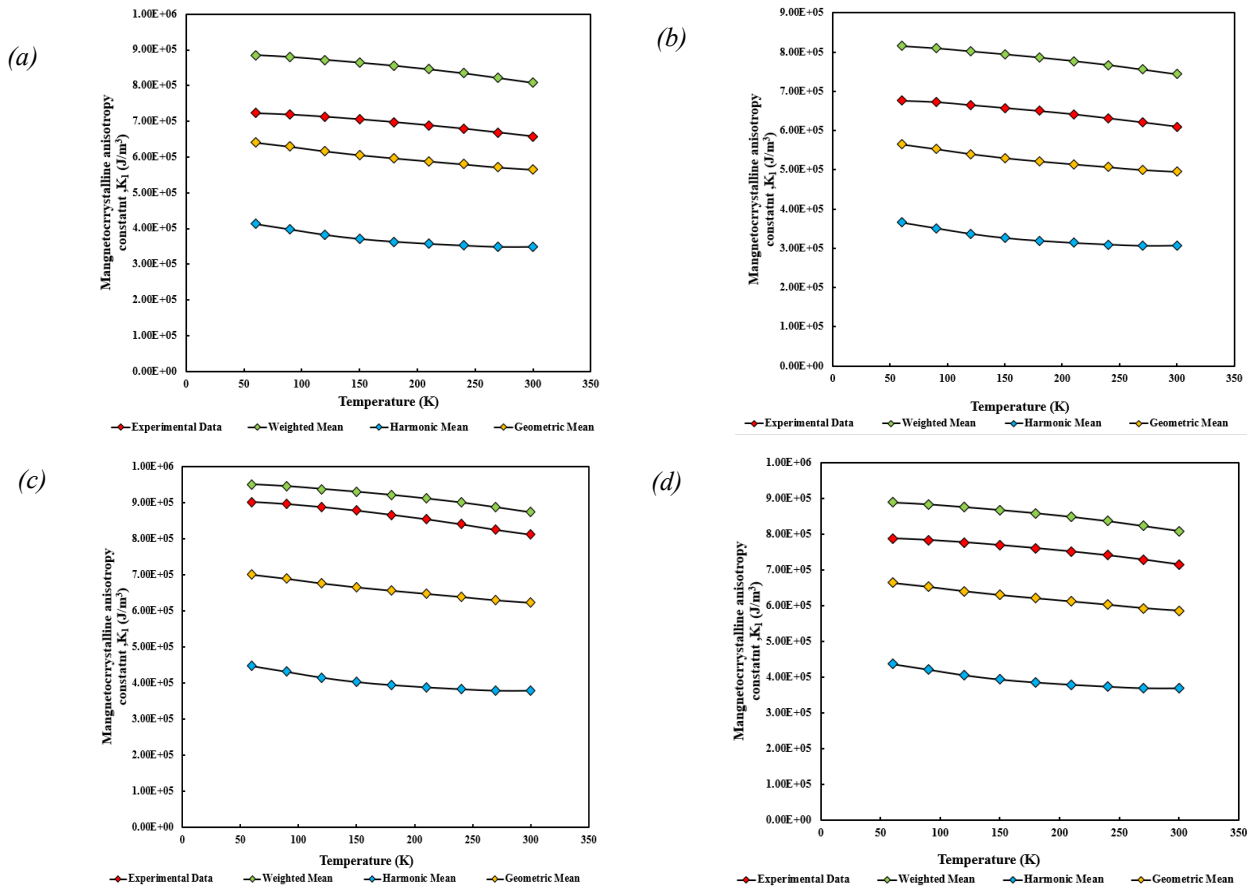 (a)
Mangnetocrrystalline anisotropy
constatnt ,K₁ (J/m³)
1.00E+06
9.00E+05
8.00E+05
7.00E+05
6.00E+05
5.00E+05
4.00E+05
3.00E+05
2.00E+05
1.00E+05
0.00E+00
0 50 100 150 200 250 300 350
Temperature (K)
Experimental Data Weighted Mean Harmonic Mean Geometric Mean
(b)
Mangnetocrrystalline anisotropy
constatnt ,K₁ (J/m³)
9.00E+05
8.00E+05
7.00E+05
6.00E+05
5.00E+05
4.00E+05
3.00E+05
2.00E+05
1.00E+05
0.00E+00
0 50 100 150 200 250 300 350
Temperature (K)
Experimental Data Weighted Mean Harmonic Mean Geometric Mean
(c)
Mangnetocrrystalline anisotropy
constatnt ,K₁ (J/m³)
1.00E+06
9.00E+05
8.00E+05
7.00E+05
6.00E+05
5.00E+05
4.00E+05
3.00E+05
2.00E+05
1.00E+05
0.00E+00
0 50 100 150 200 250 300 350
Temperature (K)
Experimental Data Weighted Mean Harmonic Mean Geometric Mean
(d)
Mangnetocrrystalline anisotropy
constatnt ,K₁ (J/m³)
1.00E+06
9.00E+05
8.00E+05
7.00E+05
6.00E+05
5.00E+05
4.00E+05
3.00E+05
2.00E+05
1.00E+05
0.00E+00
0 50 100 150 200 250 300 350
Temperature (K)
Experimental Data Weighted Mean Harmonic Mean Geometric Mean